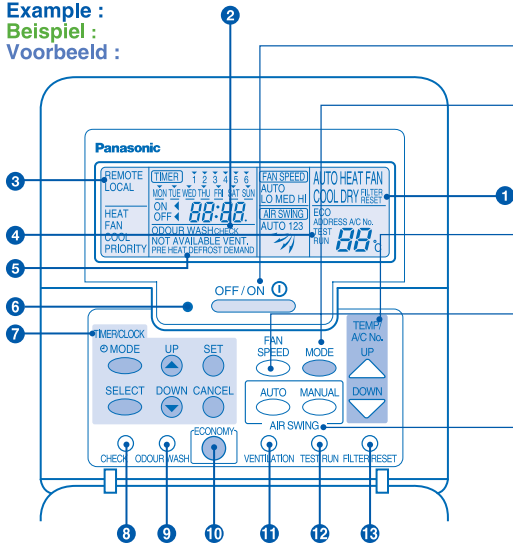 Example :
Beispiel :
Voorbeeld :
2
Panasonic
3
REMOTE
LOCAL
HEAT
FAN
COOL
PRIORITY
TIMER
1 2 3 4 5 6
MON TUE WED THU FRI SAT SUN
ON
OFF
88:88.
ODOUR WASH CHECK
NOT AVAILABLE VENT.
PRE HEAT DEFROST DEMAND
FAN SPEED
AUTO
LO MED HI
AIR SWING
AUTO 123
AUTO HEAT FAN
COOL DRY FILTER RESET
ECO
ADDRESS A/C No.
TEST
RUN
88°C
1
4
5
6
OFF / ON
7
TIMER/CLOCK
MODE UP SET
SELECT DOWN CANCEL
FAN
SPEED
MODE
TEMP/
A/C No.
UP
DOWN
AUTO MANUAL
AIR SWING
ECONOMY
CHECK ODOUR WASH VENTILATION TEST RUN FILTER RESET
8 9 10 11 12 13